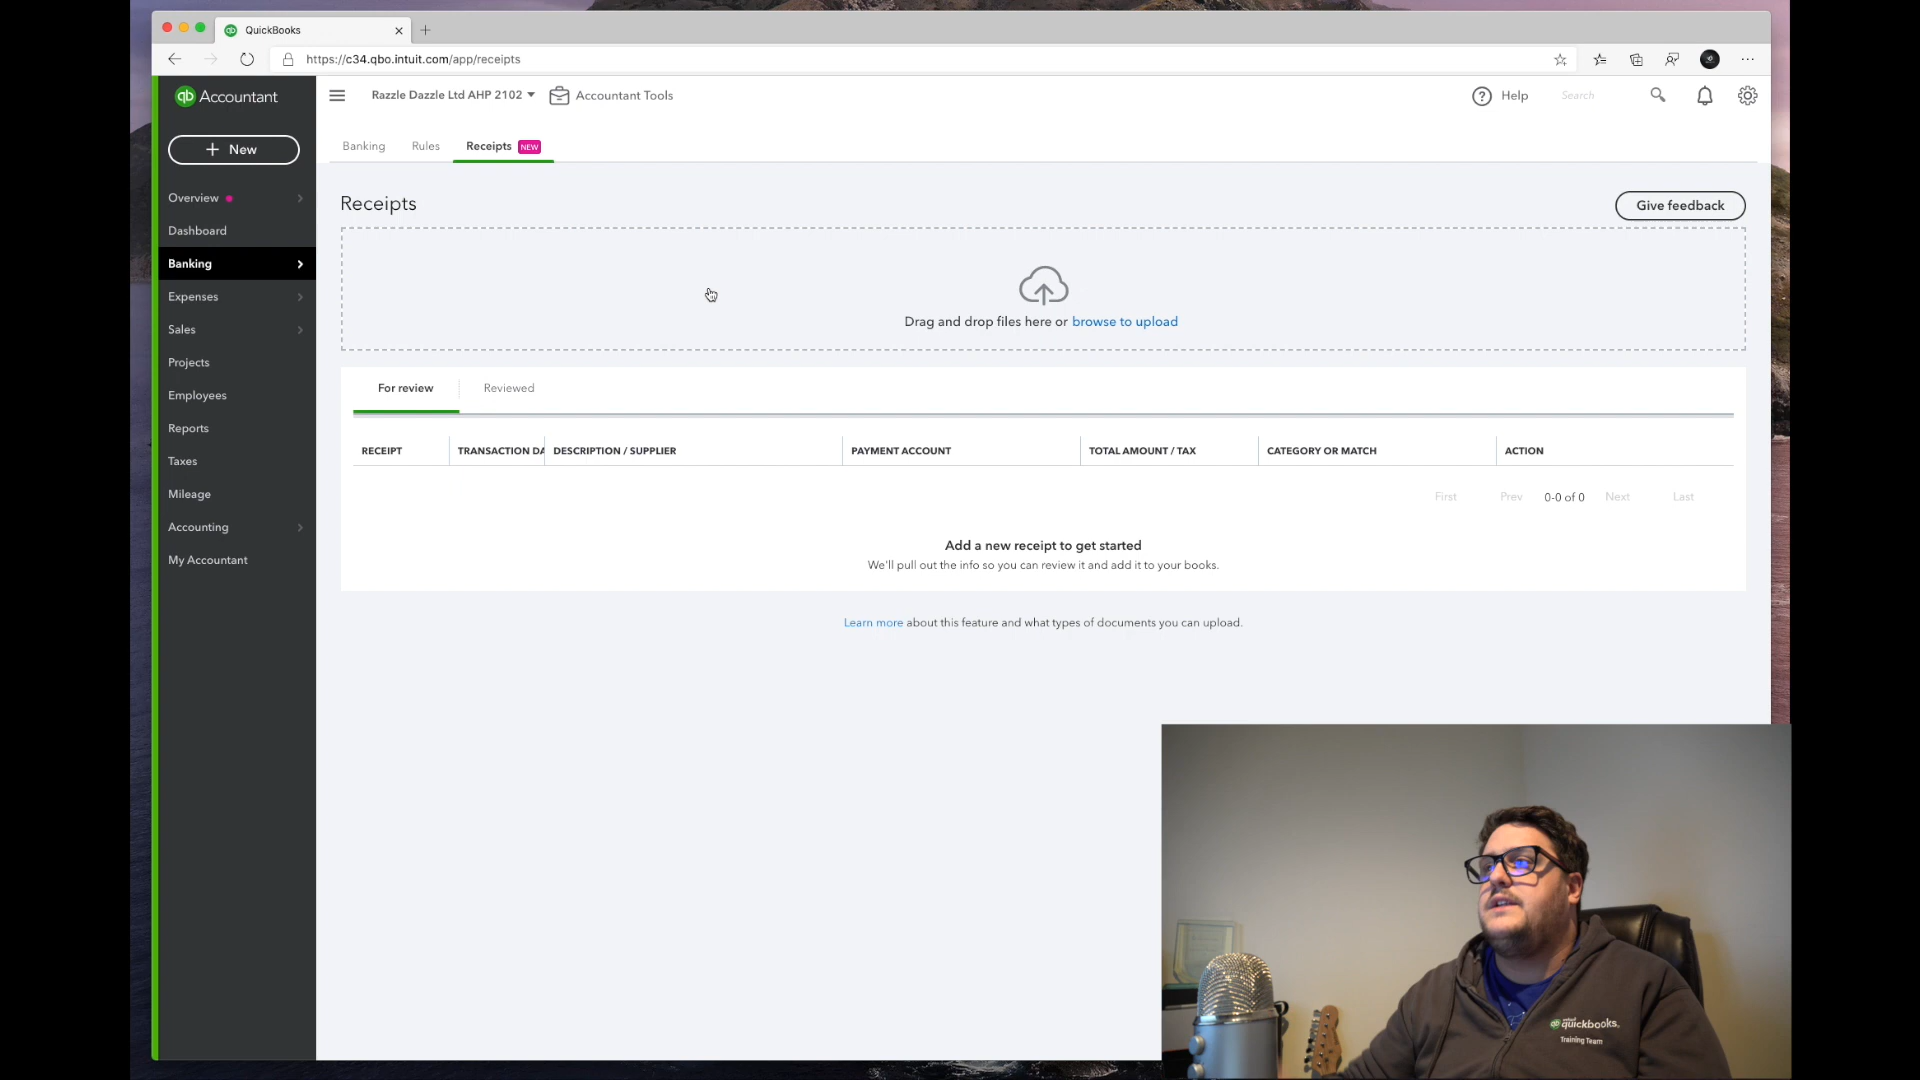 QuickBooks
https://c34.qbo.intuit.com/app/receipts
qb Accountant
Razzle Dazzle Ltd AHP 2102
Accountant Tools
? Help
Search
+ New
Banking
Rules
Receipts NEW
Overview
Dashboard
Banking
Expenses
Sales
Projects
Employees
Reports
Taxes
Mileage
Accounting
My Accountant
Receipts
Give feedback
Drag and drop files here or browse to upload
For review
Reviewed
RECEIPT
TRANSACTION DA
DESCRIPTION / SUPPLIER
PAYMENT ACCOUNT
TOTAL AMOUNT / TAX
CATEGORY OR MATCH
ACTION
First
Prev
0-0 of 0
Next
Last
Add a new receipt to get started
We'll pull out the info so you can review it and add it to your books.
Learn more about this feature and what types of documents you can upload.
quickbooks.
Training Team